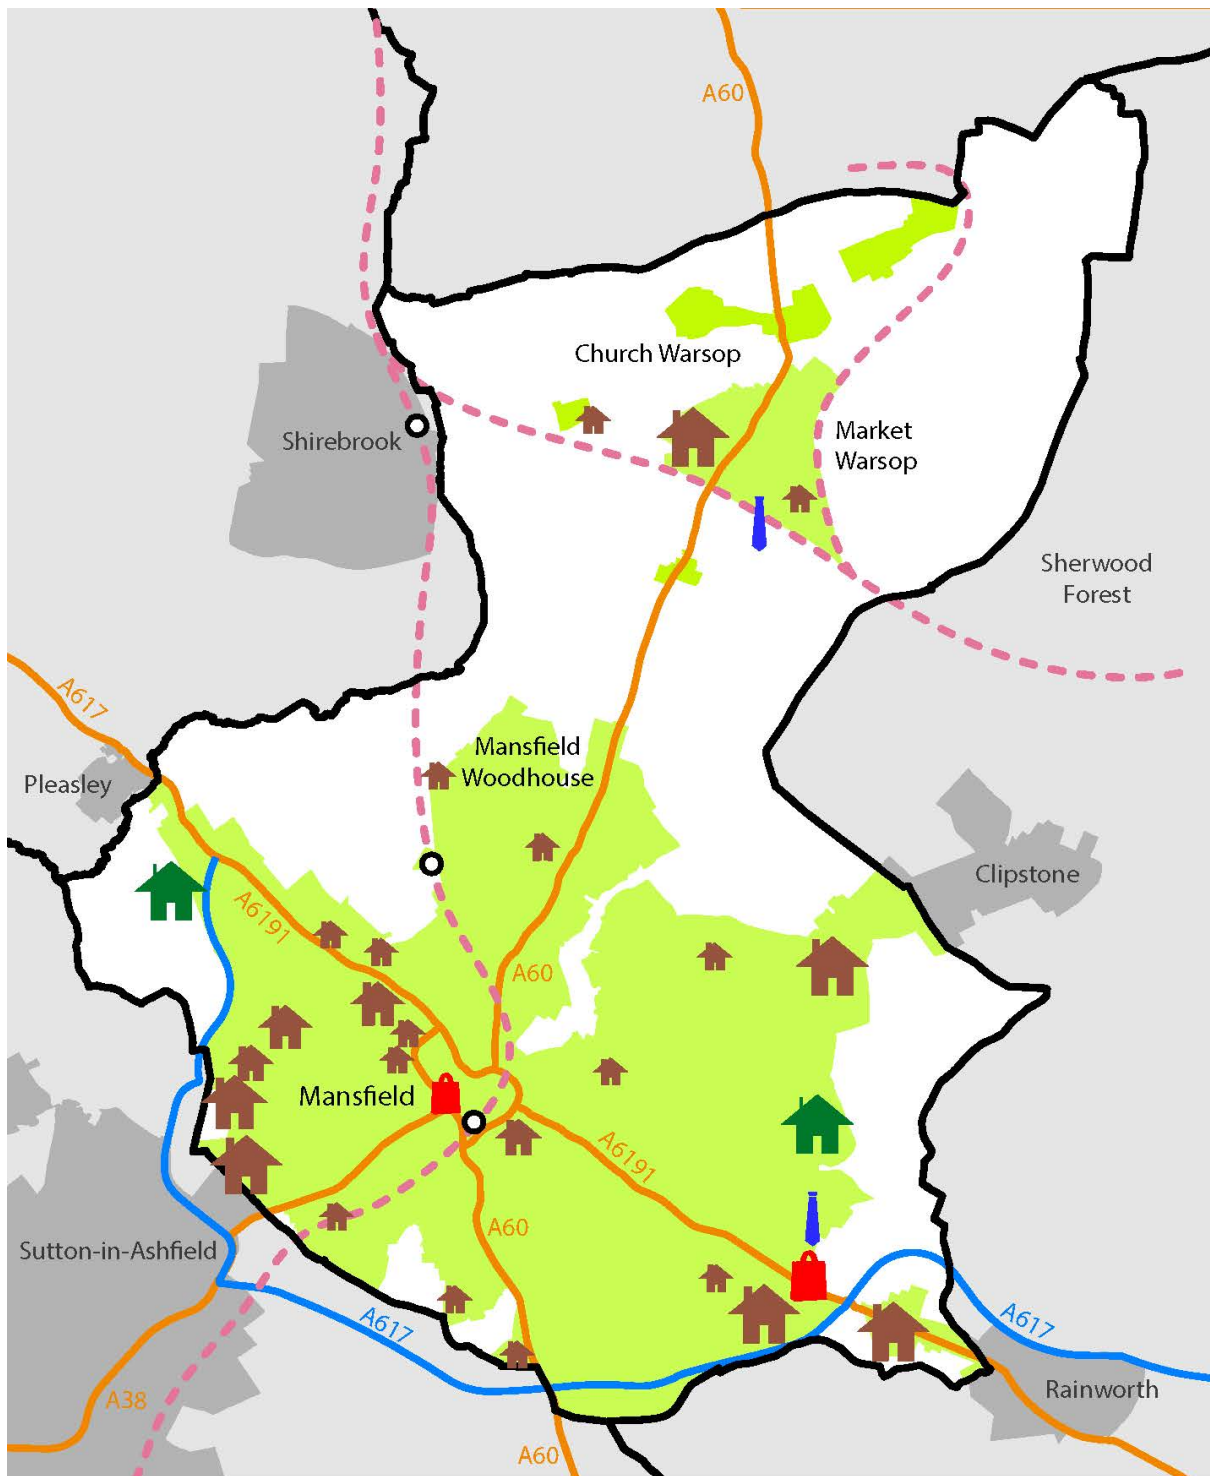 A60
Church Warsop
Shirebrook
Market
Warsop
Sherwood
Forest
A617
Mansfield
Woodhouse
Pleasley
Clipstone
A6191
A60
Mansfield
A6191
A60
Sutton-in-Ashfield
A617
A617
Rainworth
A38
A60